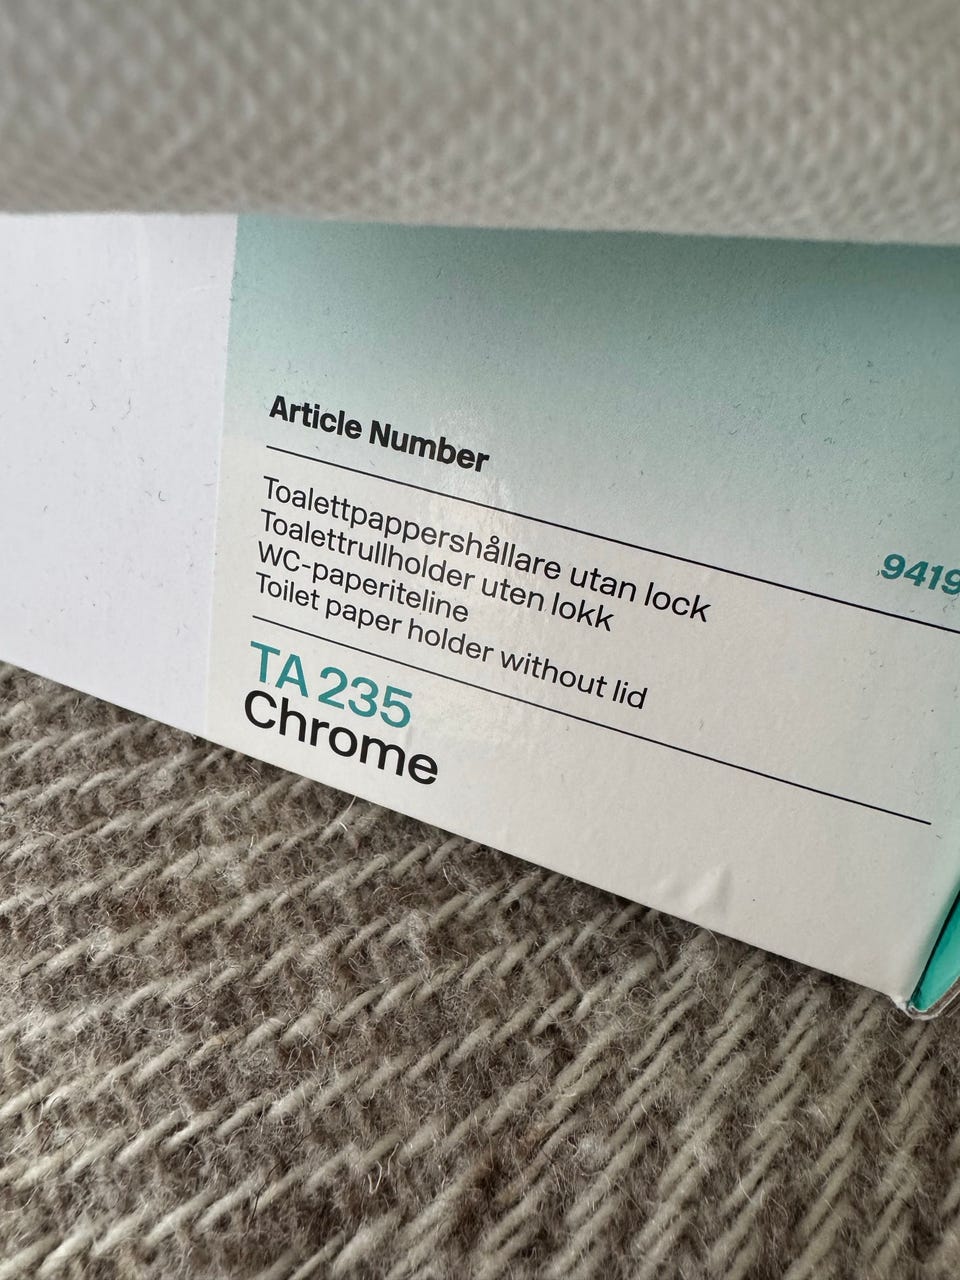 Article Number
9419
Toalettpappershållare utan lock
Toalettrullholder uten lokk
WC-paperiteline
Toilet paper holder without lid
TA 235
Chrome